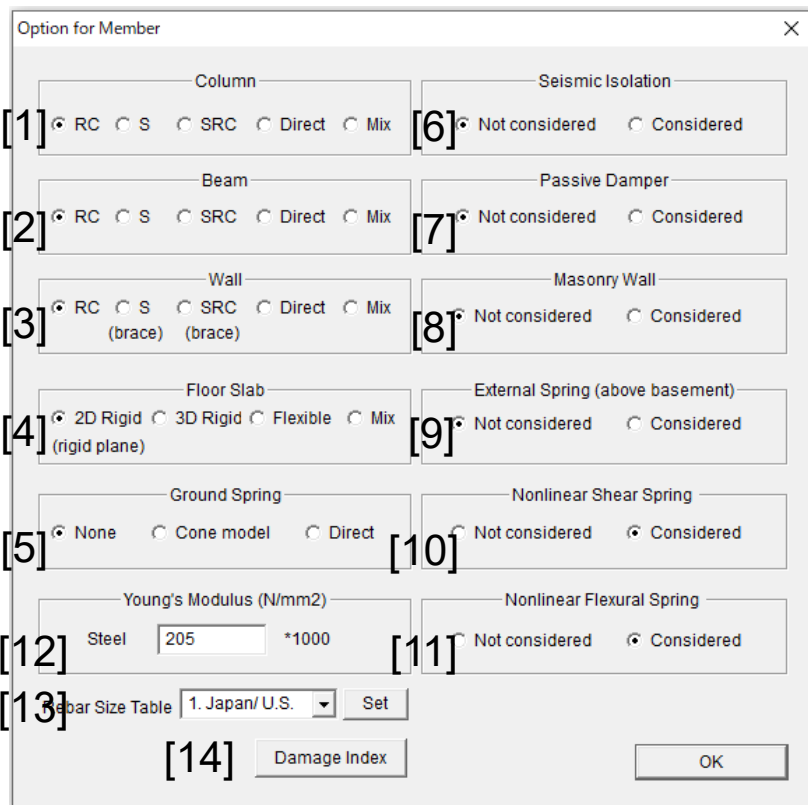 Option for Member
Column
[1] RC S SRC Direct Mix
Seismic Isolation
[6] Not considered Considered
Beam
[2] RC S SRC Direct Mix
Passive Damper
[7] Not considered Considered
Wall
[3] RC S SRC Direct Mix
(brace) (brace)
Masonry Wall
[8] Not considered Considered
Floor Slab
[4] 2D Rigid 3D Rigid Flexible Mix
(rigid plane)
External Spring (above basement)
[9] Not considered Considered
Ground Spring
[5] None Cone model Direct
Nonlinear Shear Spring
[10] Not considered Considered
Young's Modulus (N/mm2)
[12] Steel 205 *1000
Nonlinear Flexural Spring
[11] Not considered Considered
[13] Rebar Size Table 1. Japan/ U.S. Set
[14] Damage Index
OK